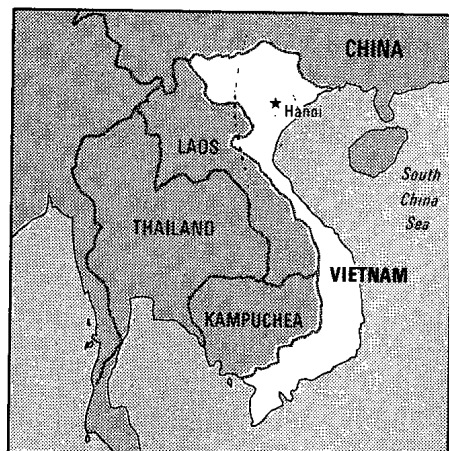 CHINA
Hanoi
LAOS
South
China
Sea
THAILAND
VIETNAM
KAMPUCHEA